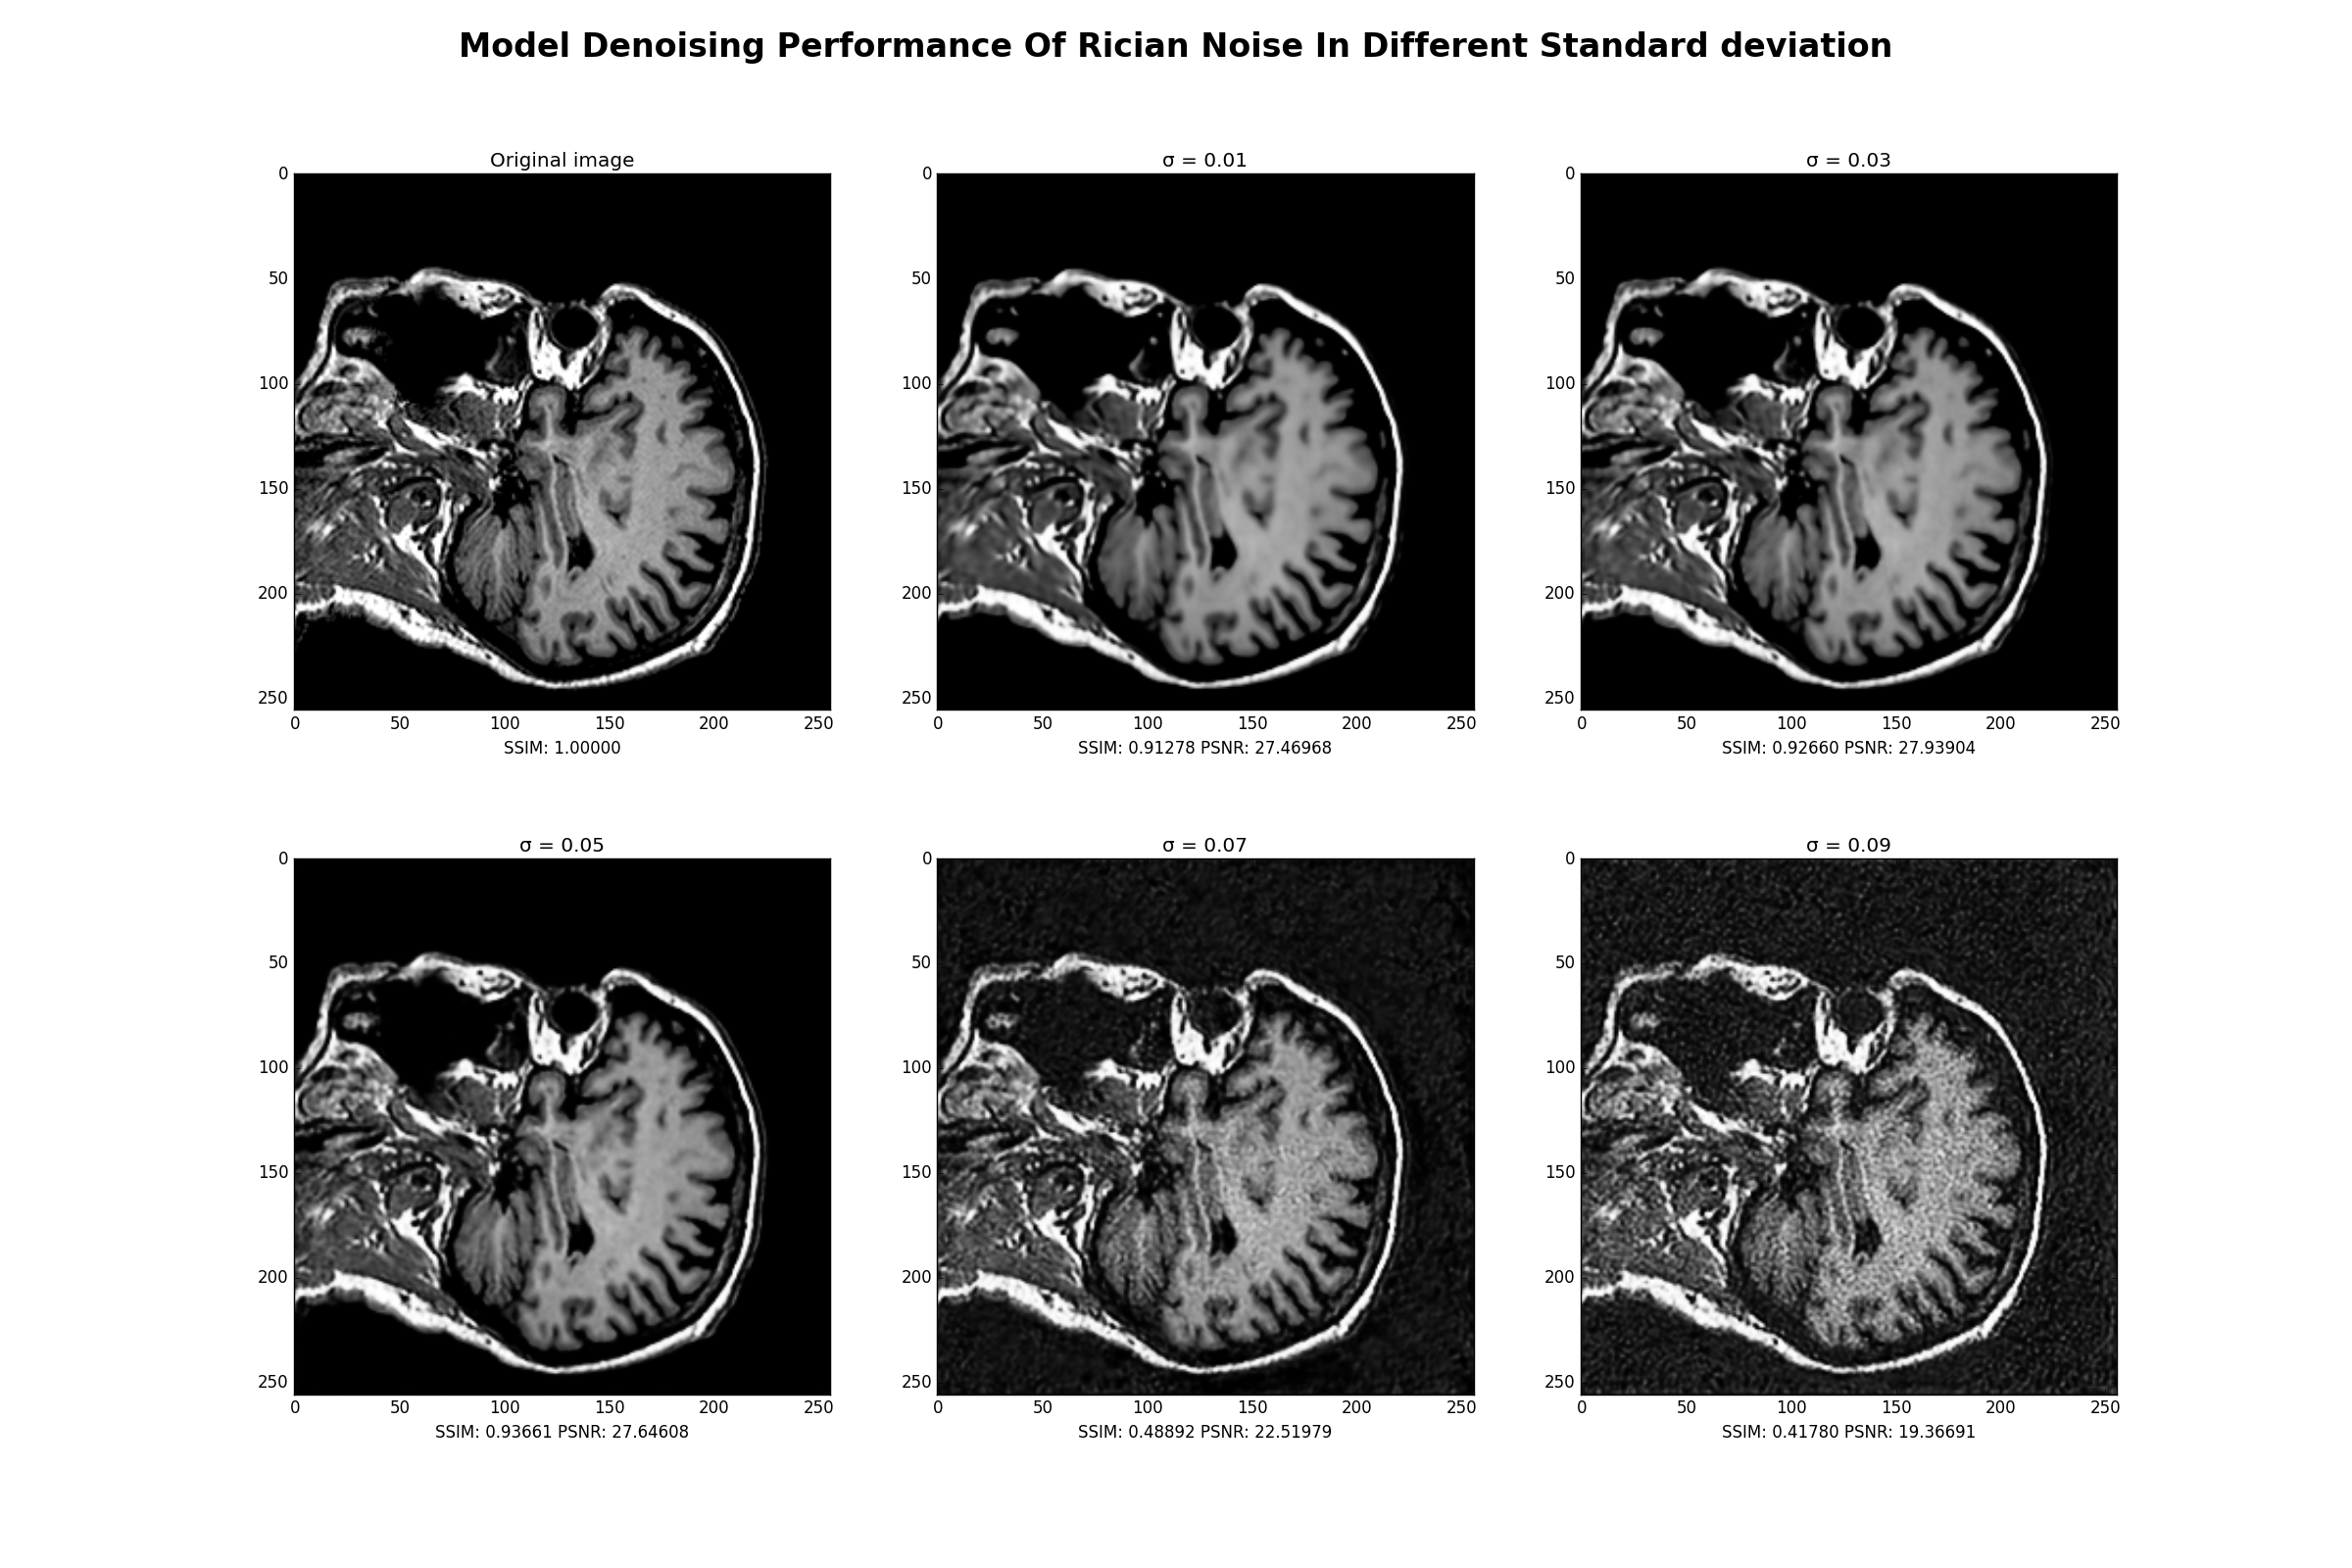 Model Denoising Performance Of Rician Noise In Different Standard deviation
Original image
0
50
100
150
200
250
0 50 100 150 200 250
SSIM: 1.00000
σ = 0.01
0
50
100
150
200
250
0 50 100 150 200 250
SSIM: 0.91278 PSNR: 27.46968
σ = 0.03
0
50
100
150
200
250
0 50 100 150 200 250
SSIM: 0.92660 PSNR: 27.93904
σ = 0.05
0
50
100
150
200
250
0 50 100 150 200 250
SSIM: 0.93661 PSNR: 27.64608
σ = 0.07
0
50
100
150
200
250
0 50 100 150 200 250
SSIM: 0.48892 PSNR: 22.51979
σ = 0.09
0
50
100
150
200
250
0 50 100 150 200 250
SSIM: 0.41780 PSNR: 19.36691